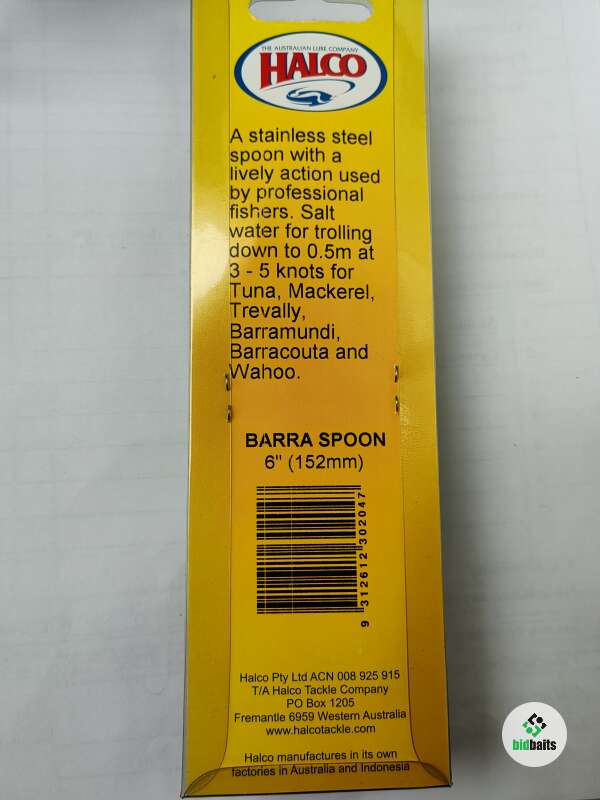 THE AUSTRALIAN LURE COMPANY
HALCO
A stainless steel
spoon with a
lively action used
by professional
fishers. Salt
water for trolling
down to 0.5m at
3 - 5 knots for
Tuna, Mackerel,
Trevally,
Barramundi,
Barracouta and
Wahoo.
BARRA SPOON
6" (152mm)
9 312612 302047
Halco Pty Ltd ACN 008 925 915
T/A Halco Tackle Company
PO Box 1205
Fremantle 6959 Western Australia
www.halcotackle.com
Halco manufactures in its own
factories in Australia and Indonesia
bidbaits